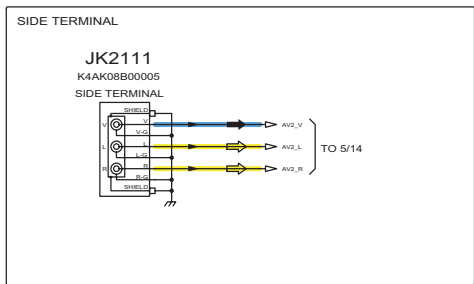 SIDE TERMINAL
JK2111
K4AK08B00005
SIDE TERMINAL
SHIELD
V V AV2_V
V-G
L L AV2_L TO 5/14
L-G
R R AV2_R
R-G
SHIELD